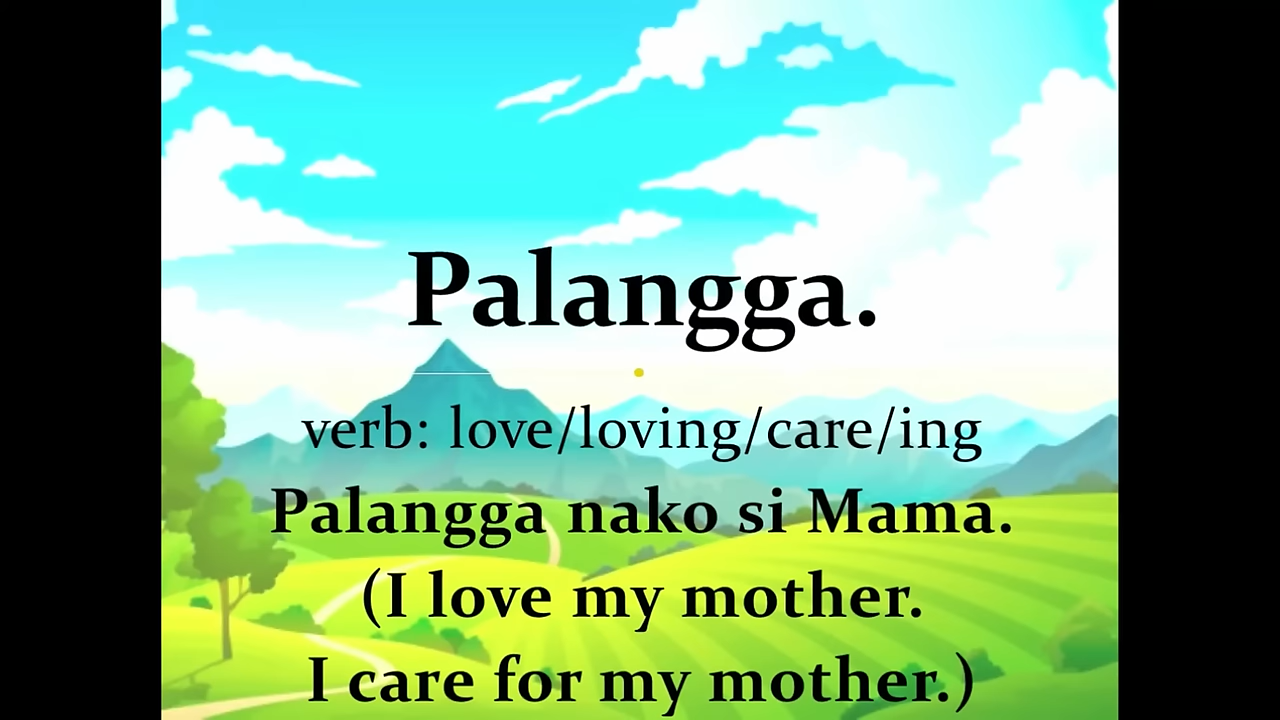 Palangga.
verb: love/loving/care/ing
Palangga nako si Mama.
(I love my mother.
I care for my mother.)